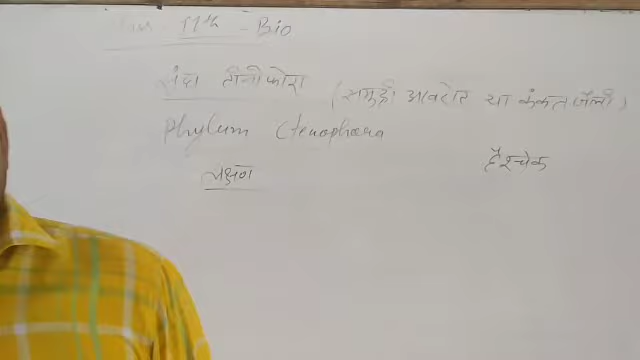 11th - Bio
संघ टीनोफोरा (समुद्री अखरोट या कंकत जैली)
Phylum Ctenophora
लक्षण